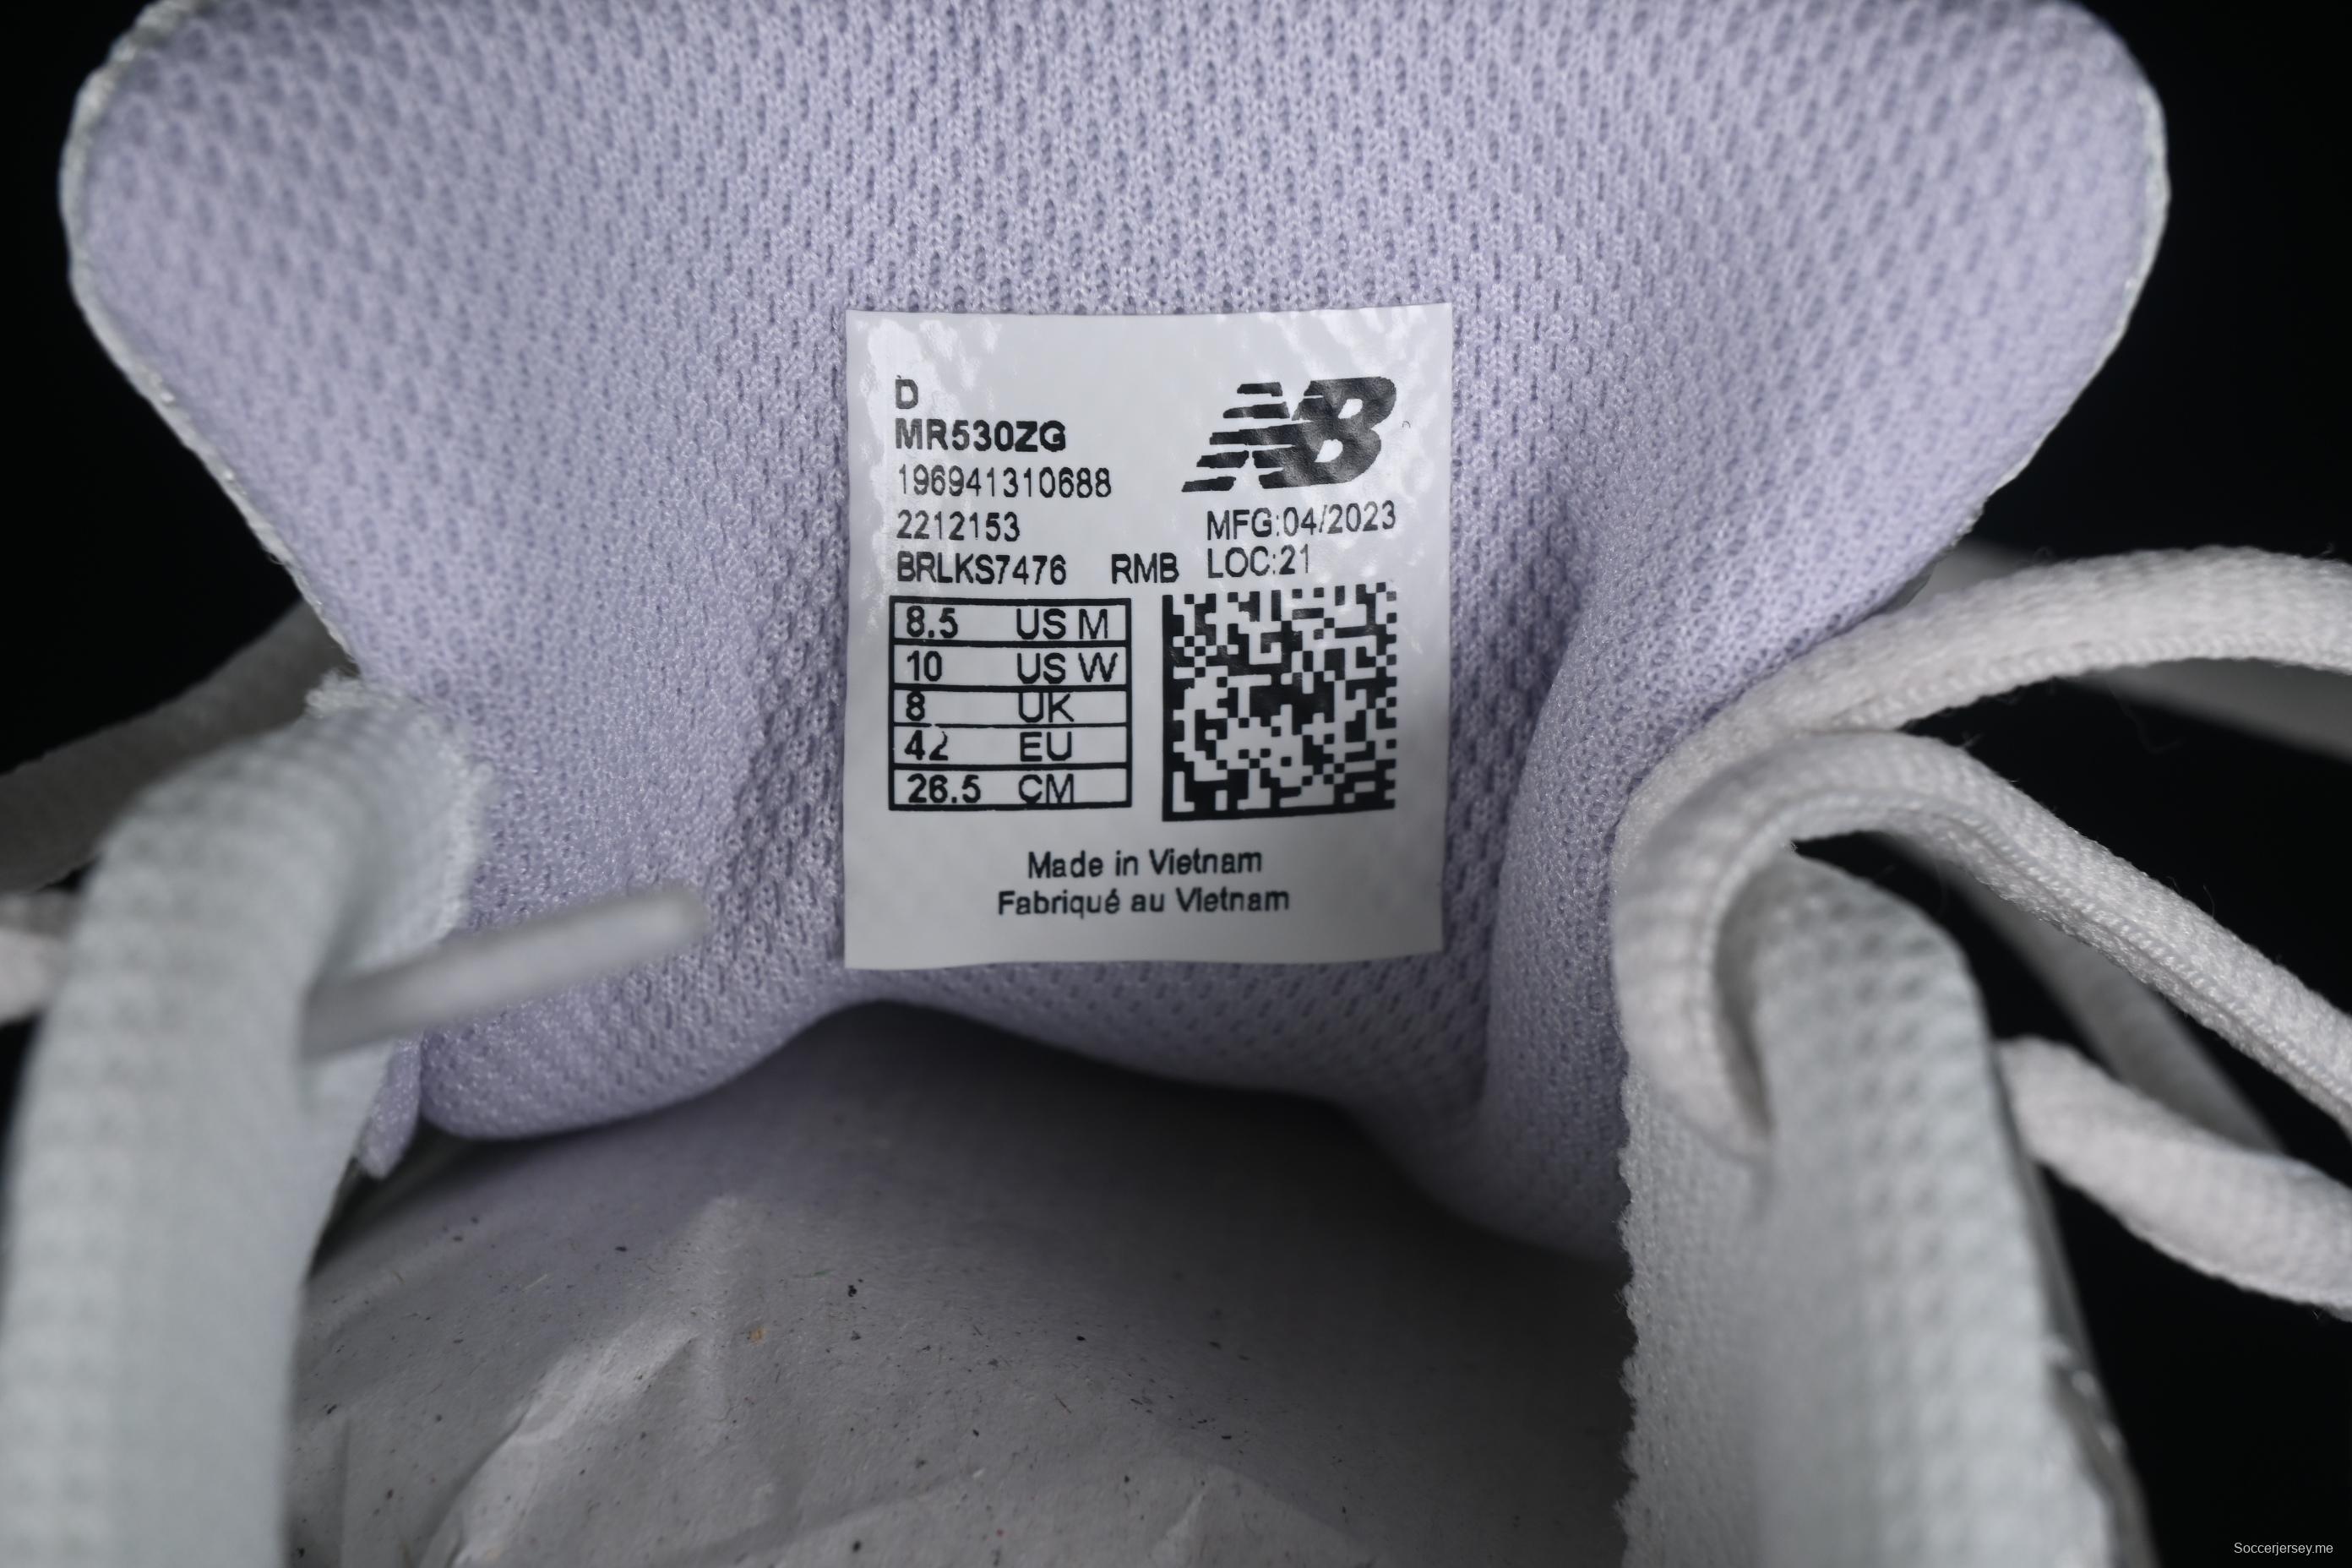 D
MR530ZG
196941310688
2212153
BRLKS7476 RMB
NB
MFG:04/2023
LOC:21
8.5 US M
10 US W
8 UK
42 EU
26.5 CM
Made in Vietnam
Fabriqué au Vietnam
Soccerjersey.me